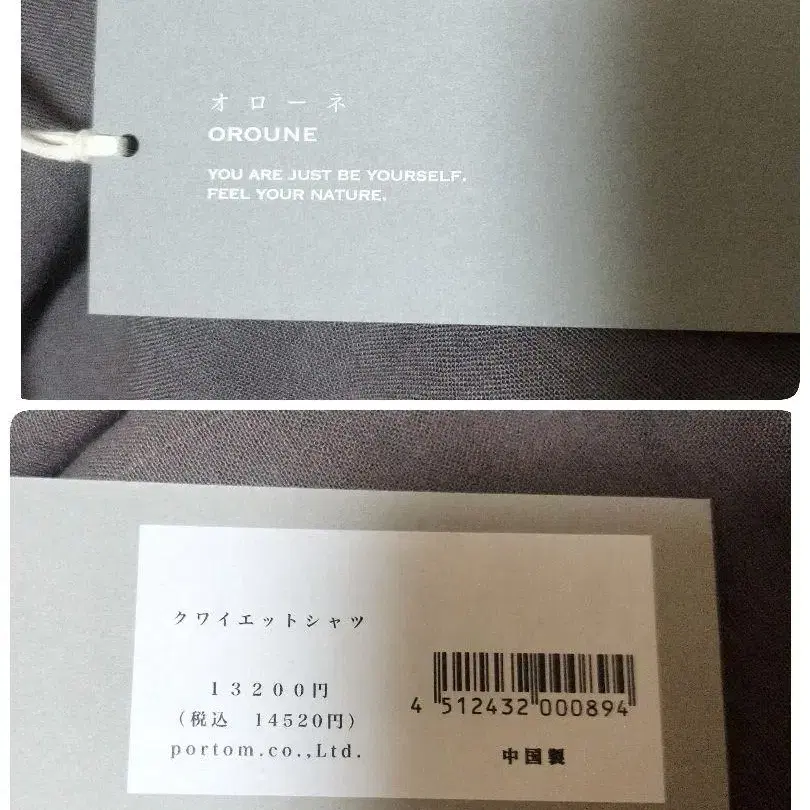 オローネ
OROUNE
YOU ARE JUST BE YOURSELF.
FEEL YOUR NATURE.
クワイエットシャツ
13200円
(税込 14520円)
portom.co.,Ltd.
4 512432 000894
中国製